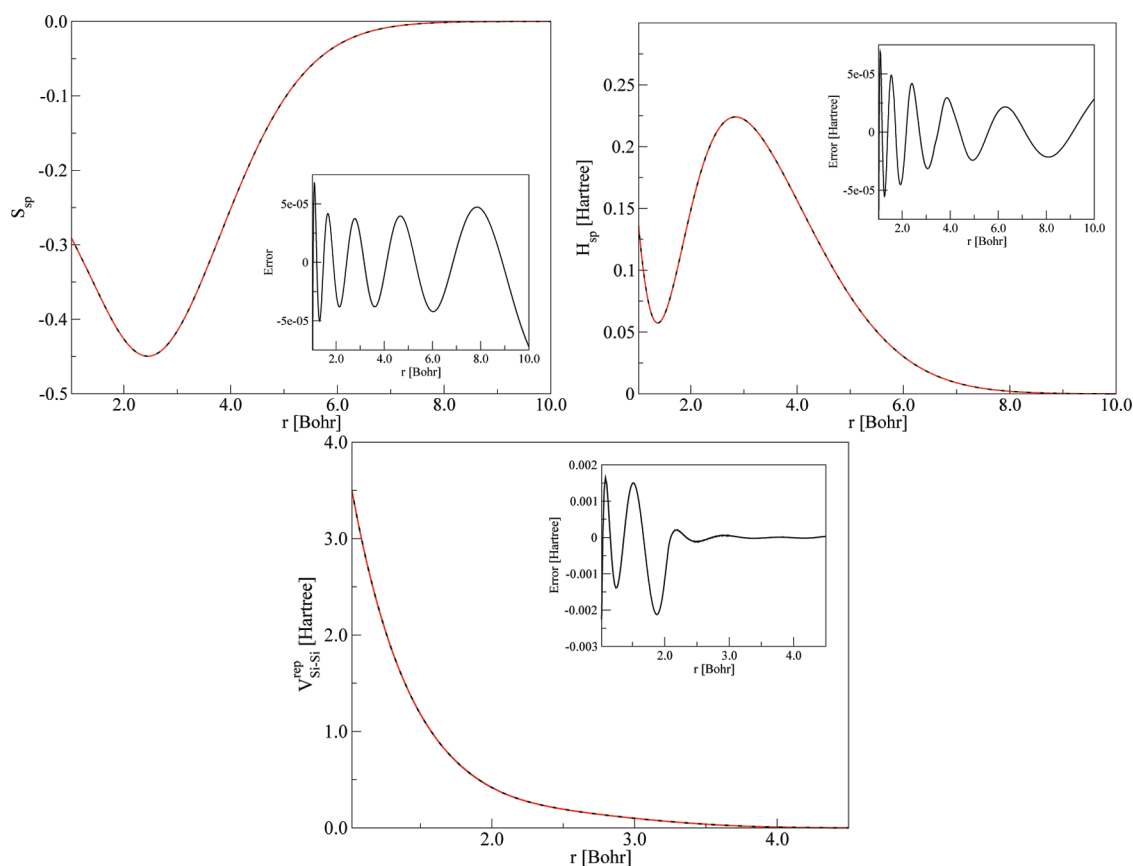 0.0
-0.1
-0.2
-0.3
-0.4
-0.5
S_sp
2.0 4.0 6.0 8.0 10.0
r [Bohr]
5e-05
0
-5e-05
Error
2.0 4.0 6.0 8.0 10.0
r [Bohr]
0.25
0.2
0.15
0.1
0.05
0
H_sp [Hartree]
2.0 4.0 6.0 8.0 10.0
r [Bohr]
5e-05
0
-5e-05
Error [Hartree]
2.0 4.0 6.0 8.0 10.0
r [Bohr]
4.0
3.0
2.0
1.0
0.0
V^rep_Si-Si [Hartree]
2.0 3.0 4.0
r [Bohr]
0.002
0.001
0
-0.001
-0.002
-0.003
Error [Hartree]
2.0 3.0 4.0
r [Bohr]